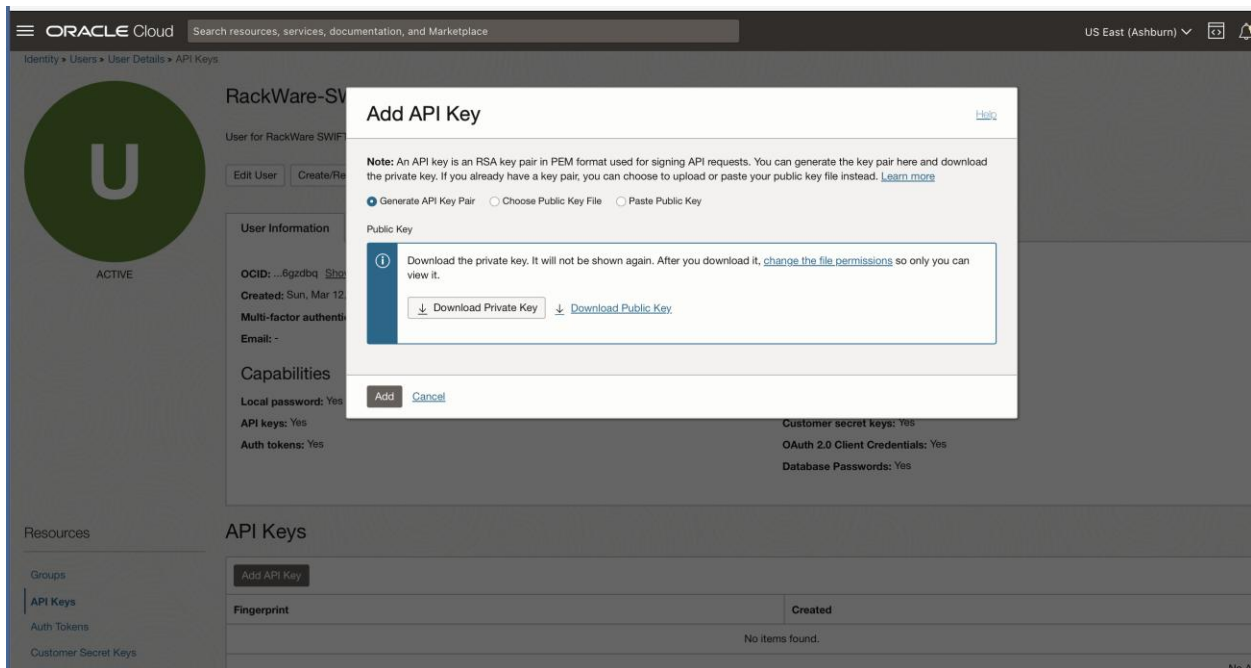 ORACLE Cloud
Search resources, services, documentation, and Marketplace
US East (Ashburn)
Identity » Users » User Details » API Keys
U
ACTIVE
RackWare-SW
User for RackWare SWIFT
Edit User
Create/Re
User Information
OCID: ...6gzdbq Show
Created: Sun, Mar 12,
Multi-factor authenti
Email: -
Capabilities
Local password: Yes
API keys: Yes
Auth tokens: Yes
Customer secret keys: Yes
OAuth 2.0 Client Credentials: Yes
Database Passwords: Yes
Add API Key
Help
Note: An API key is an RSA key pair in PEM format used for signing API requests. You can generate the key pair here and download
the private key. If you already have a key pair, you can choose to upload or paste your public key file instead. Learn more
Generate API Key Pair
Choose Public Key File
Paste Public Key
Public Key
Download the private key. It will not be shown again. After you download it, change the file permissions so only you can
view it.
Download Private Key
Download Public Key
Add
Cancel
Resources
Groups
API Keys
Auth Tokens
Customer Secret Keys
API Keys
Add API Key
Fingerprint
Created
No items found.